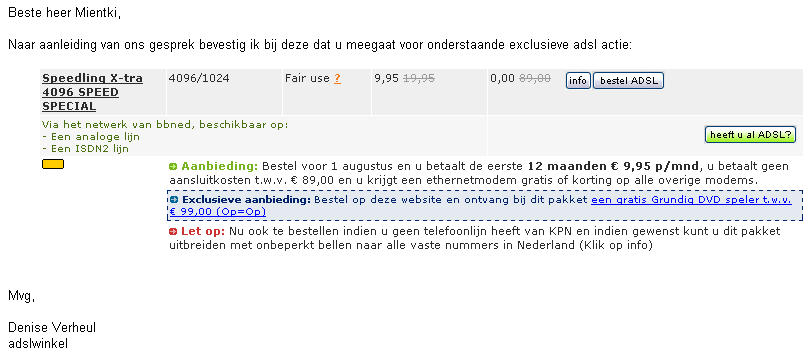 Beste heer Mientki,
Naar aanleiding van ons gesprek bevestig ik bij deze dat u meegaat voor onderstaande exclusieve adsl actie:
Speedling X-tra 4096/1024 Fair use ? 9,95 19,95 0,00 89,00 info bestel ADSL
4096 SPEED
SPECIAL
Via het netwerk van bbned, beschikbaar op:
- Een analoge lijn
- Een ISDN2 lijn
heeft u al ADSL?
Aanbieding: Bestel voor 1 augustus en u betaalt de eerste 12 maanden € 9,95 p/mnd, u betaalt geen
aansluitkosten t.w.v. € 89,00 en u krijgt een ethernetmodem gratis of korting op alle overige modems.
Exclusieve aanbieding: Bestel op deze website en ontvang bij dit pakket een gratis Grundig DVD speler t.w.v.
€ 99,00 (Op=Op)
Let op: Nu ook te bestellen indien u geen telefoonlijn heeft van KPN en indien gewenst kunt u dit pakket
uitbreiden met onbeperkt bellen naar alle vaste nummers in Nederland (Klik op info)
Mvg,
Denise Verheul
adslwinkel